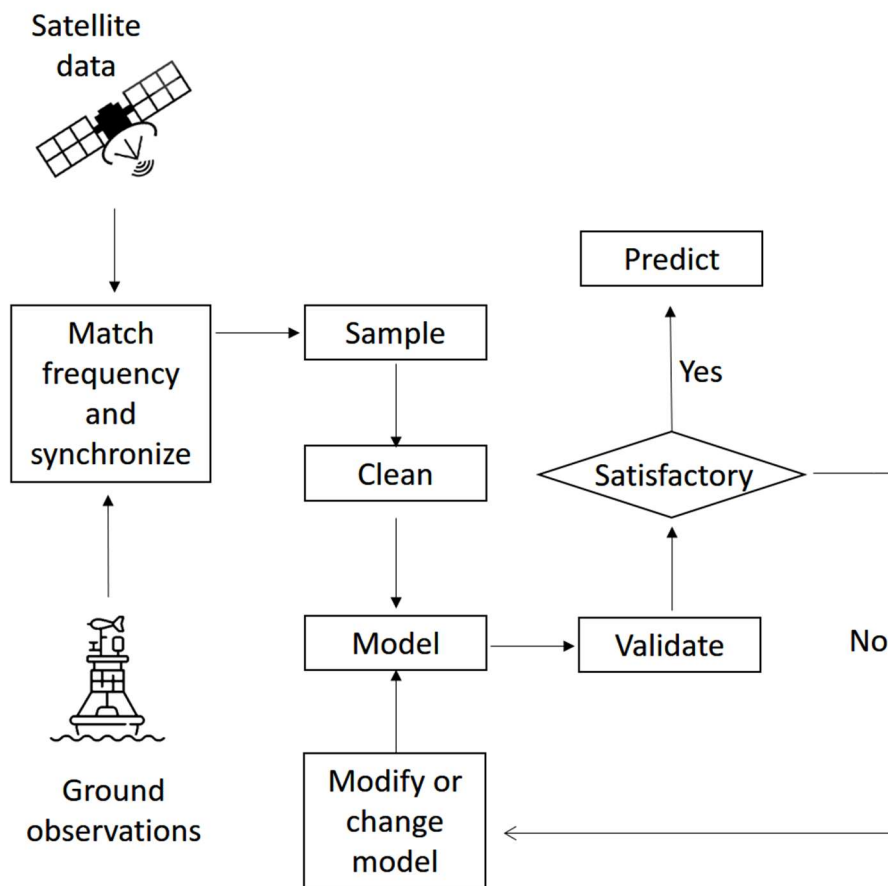 Satellite
data
Match
frequency
and
synchronize
Ground
observations
Sample
Clean
Model
Modify or
change
model
Validate
Satisfactory
Yes
Predict
No